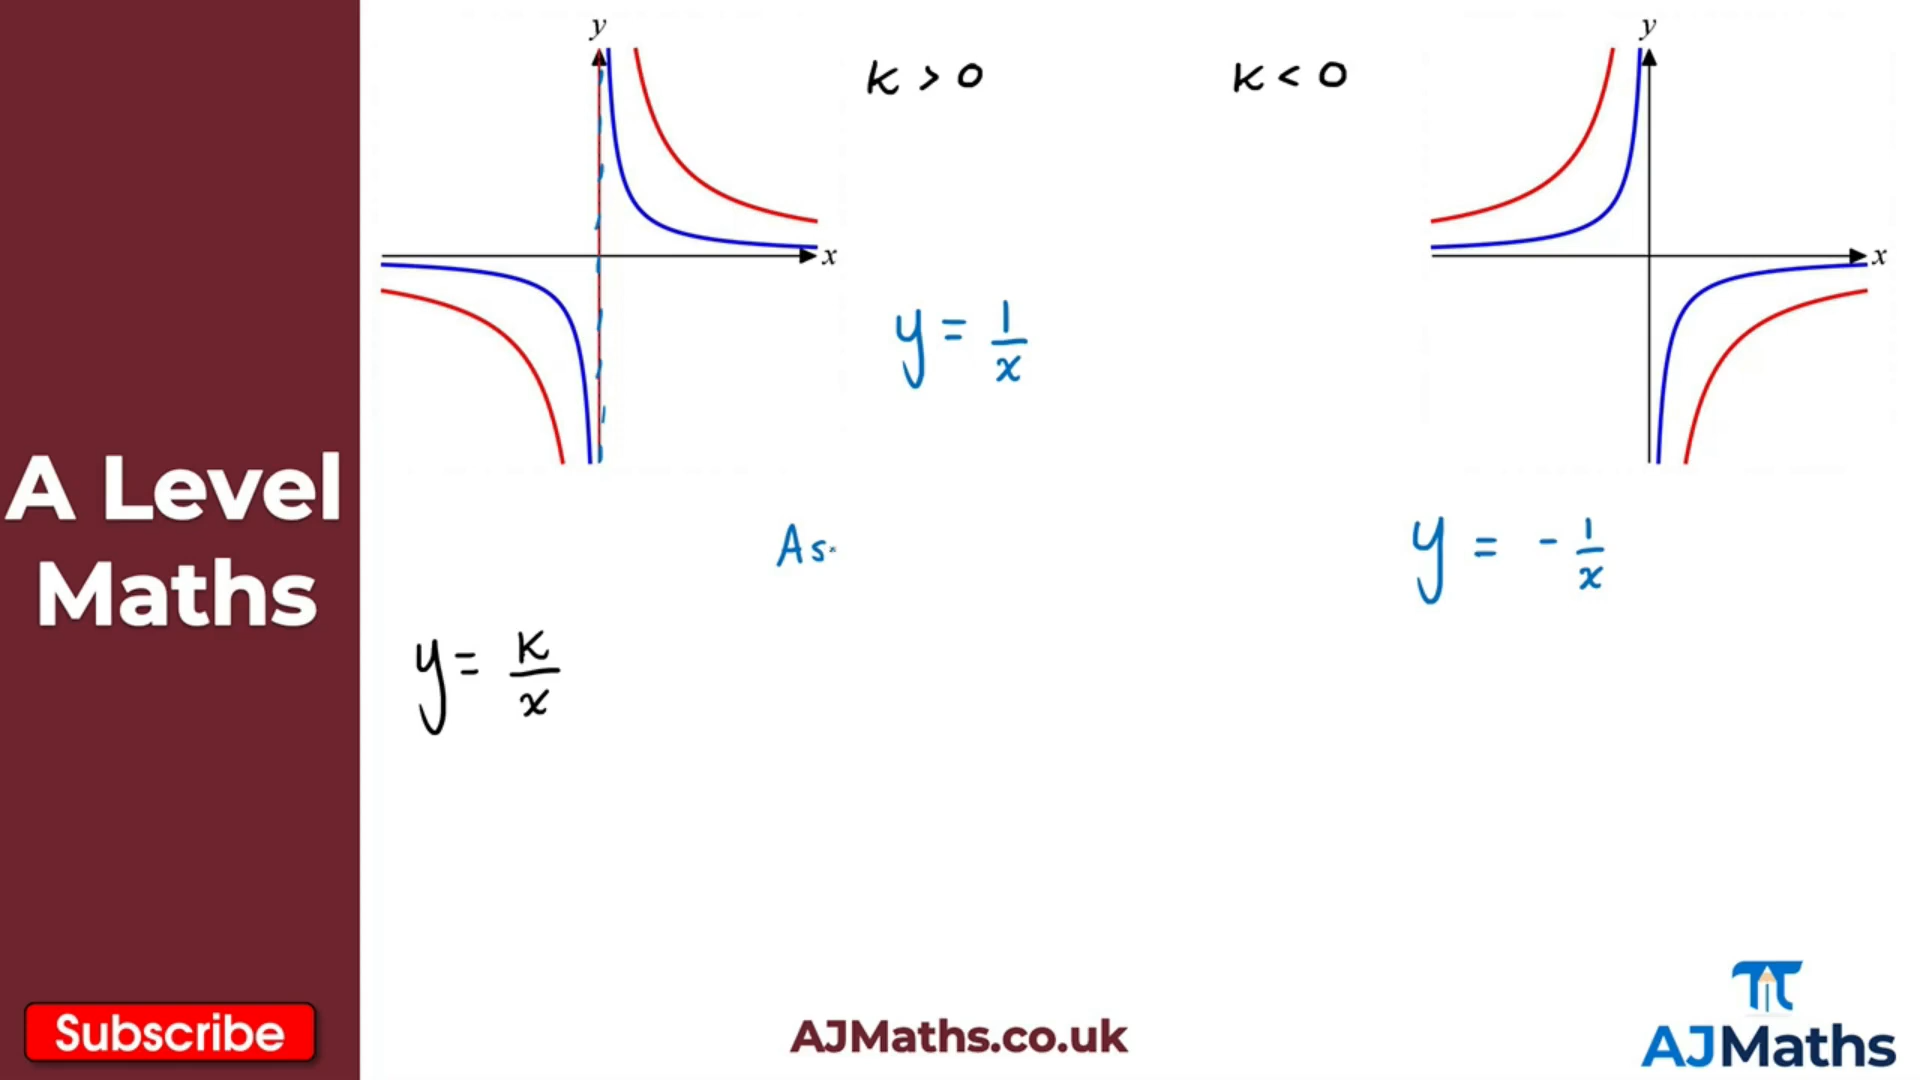 A Level
Maths
Subscribe
y
x
K > 0
y = 1/x
K < 0
y
x
As
y = - 1/x
y = K/x
AJMaths.co.uk
AJMaths